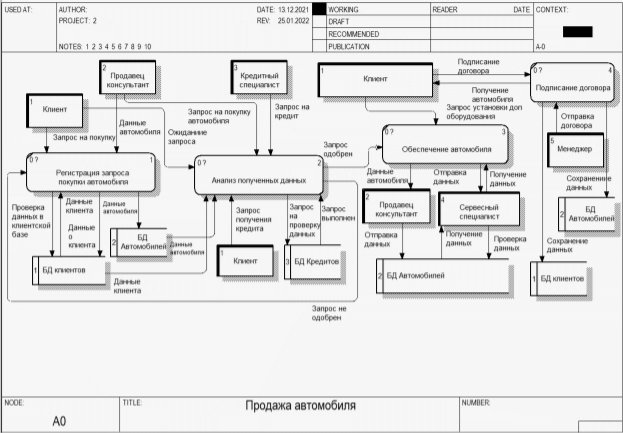 USED AT:
AUTHOR:
PROJECT: 2
NOTES: 1 2 3 4 5 6 7 8 9 10
DATE: 13.12.2021
REV: 25.01.2022
WORKING
DRAFT
RECOMMENDED
PUBLICATION
READER
DATE
CONTEXT:
A-0
1
Клиент
2
Продавец
консультант
3
Кредитный
специалист
1
Клиент
Подписание
договора
0 ?
4
Подписание договора
Получение
автомобиля
Запрос на покупку
Данные
автомобиля
Запрос на покупку
автомобиля
Ожидание
запроса
Запрос на
кредит
Запрос
одобрен
Запрос установки доп
оборудования
Отправка
договора
5
Менеджер
0 ?
1
Регистрация запроса
покупки автомобиля
0 ?
2
Анализ полученных данных
0 ?
3
Обеспечение автомобиля
Данные
автомобиля
Отправка
данных
Получение
данных
Сохранение
данных
Проверка
данных в
клиентской
базе
Данные
клиента
Данные
о
клиента
Данные
автомобиля
2
БД
Автомобилей
Данные
автомобиля
Запрос
получения
кредита
Запрос
на
проверку
данных
Запрос
выполнен
2
Продавец
консультант
4
Сервесный
специалист
2
БД
Автомобилей
Отправка
данных
Получение
данных
Проверка
данных
Сохранение
данных
1
БД клиентов
Данные
клиента
1
Клиент
3
БД Кредитов
2
БД Автомобилей
1
БД клиентов
Запрос не
одобрен
NODE:
A0
TITLE:
Продажа автомобиля
NUMBER: